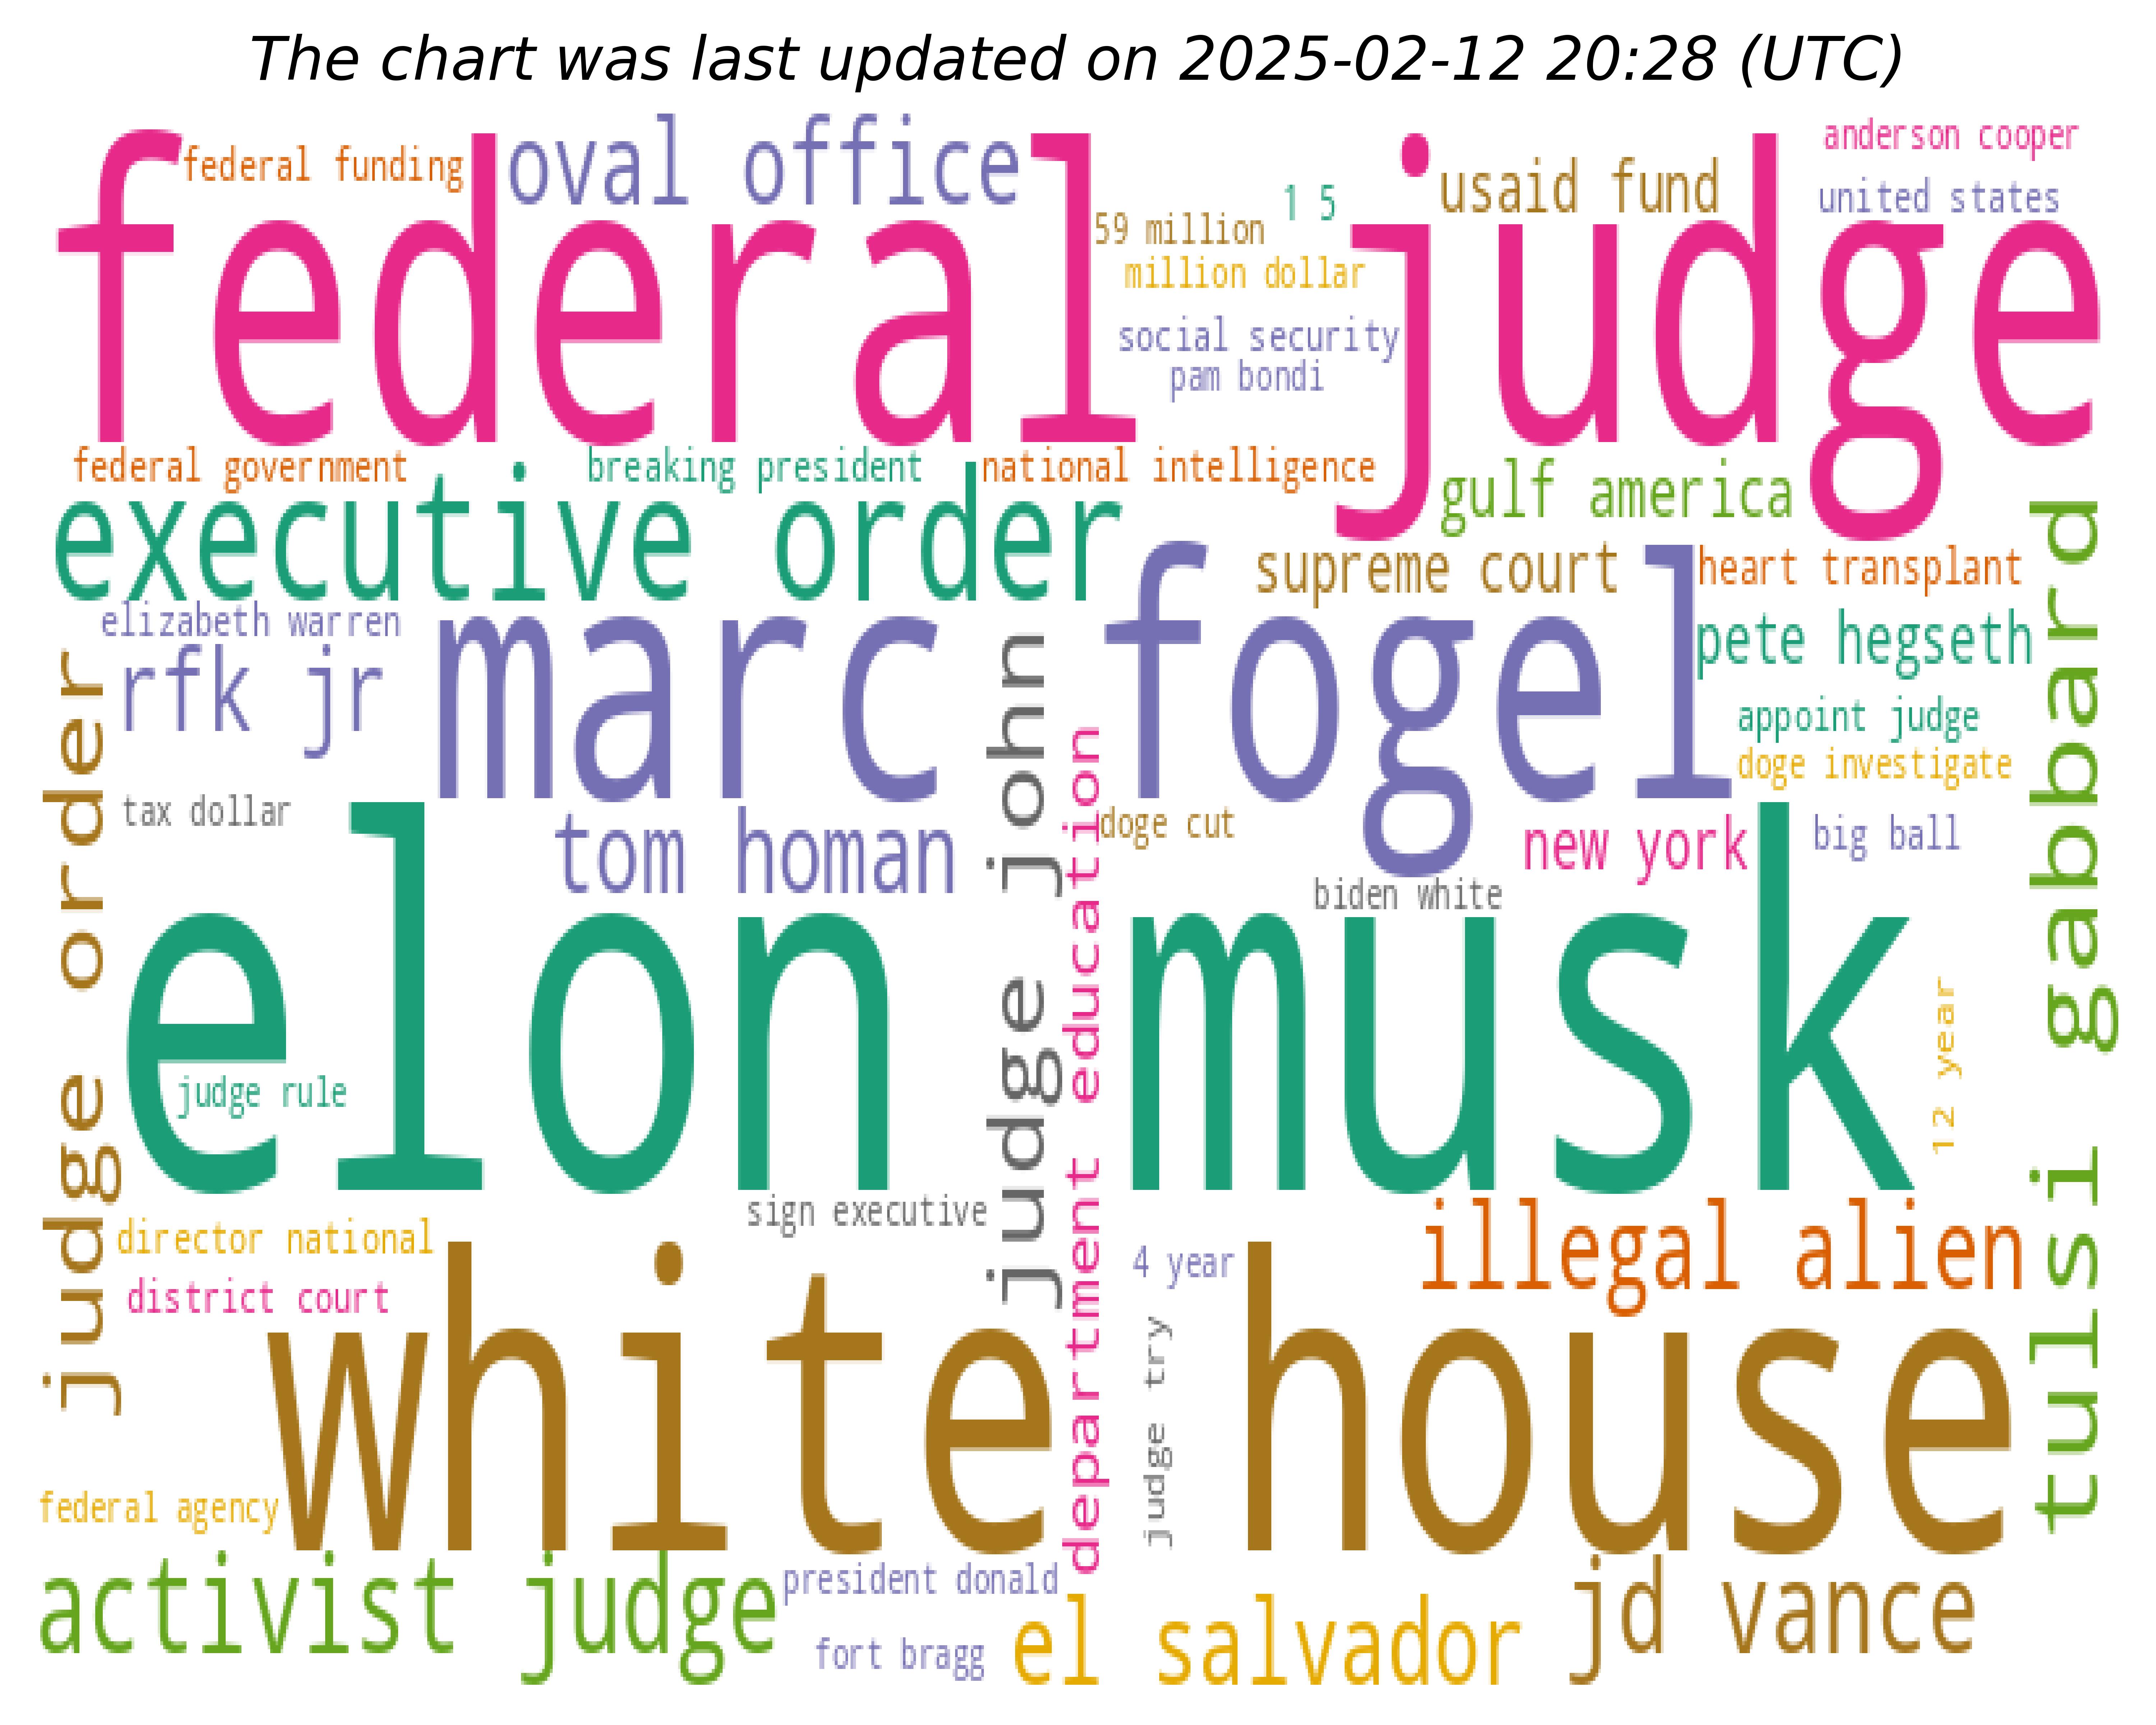 The chart was last updated on 2025-02-12 20:28 (UTC)
federal judge
federal funding
oval office
anderson cooper
usaid fund
united states
1 5
59 million
million dollar
social security
pam bondi
federal government
breaking president
national intelligence
gulf america
executive order
supreme court
heart transplant
elizabeth warren
marc fogel
pete hegseth
rfk jr
appoint judge
doge investigate
tax dollar
tom homan
doge cut
new york
big ball
biden white
elon musk
judge order
judge john
department education
tulsi gabbard
12 year
judge rule
sign executive
director national
4 year
illegal alien
district court
white house
judge try
federal agency
activist judge
president donald
jd vance
fort bragg
el salvador